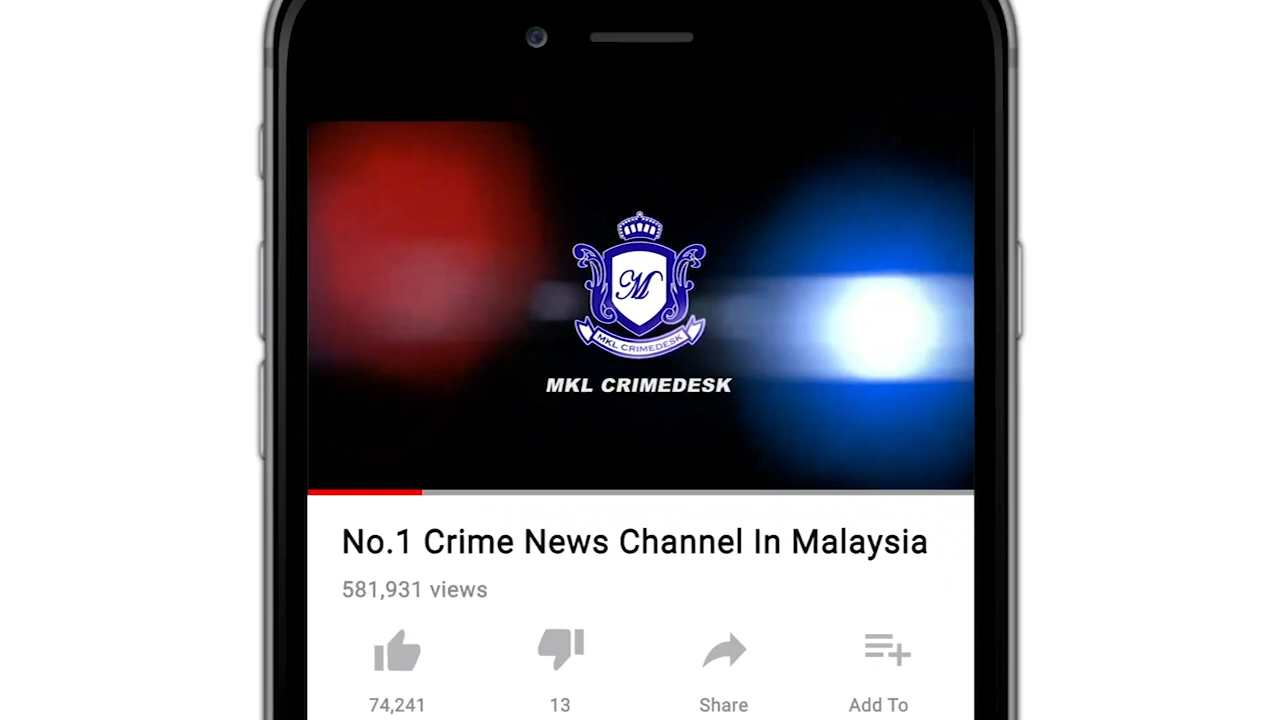 M
MKL CRIMEDESK
MKL CRIMEDESK
No.1 Crime News Channel In Malaysia
581,931 views
74,241
13
Share
Add To